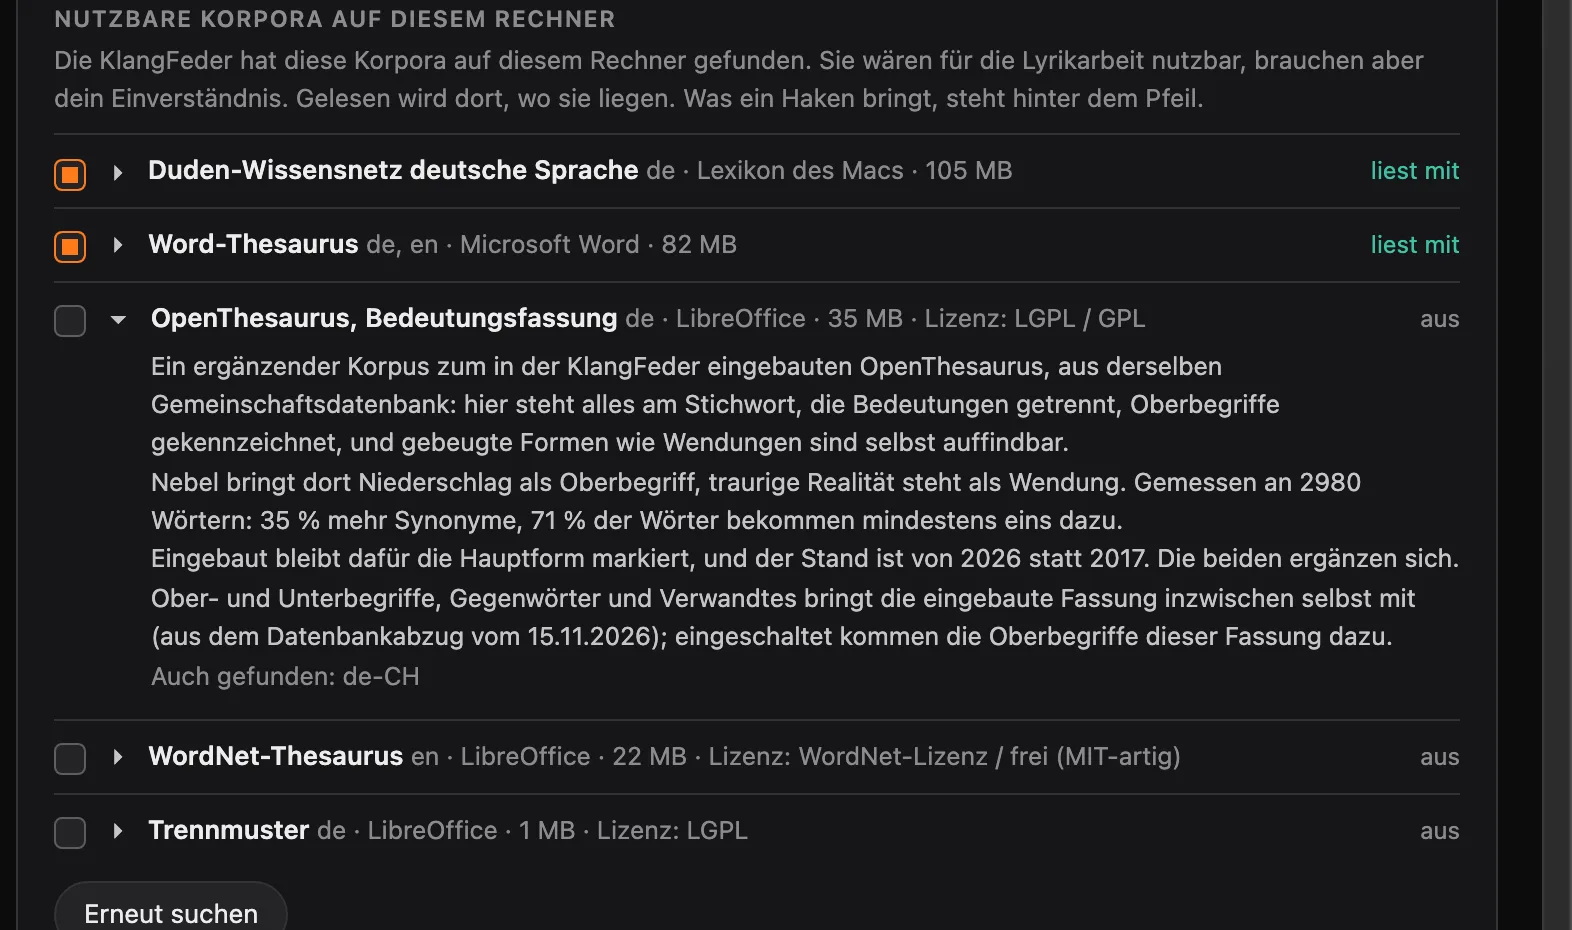 NUTZBARE KORPORA AUF DIESEM RECHNER
Die KlangFeder hat diese Korpora auf diesem Rechner gefunden. Sie wären für die Lyrikarbeit nutzbar, brauchen aber
dein Einverständnis. Gelesen wird dort, wo sie liegen. Was ein Haken bringt, steht hinter dem Pfeil.
Duden-Wissensnetz deutsche Sprache de · Lexikon des Macs · 105 MB liest mit
Word-Thesaurus de, en · Microsoft Word · 82 MB liest mit
OpenThesaurus, Bedeutungsfassung de · LibreOffice · 35 MB · Lizenz: LGPL / GPL aus
Ein ergänzender Korpus zum in der KlangFeder eingebauten OpenThesaurus, aus derselben
Gemeinschaftsdatenbank: hier steht alles am Stichwort, die Bedeutungen getrennt, Oberbegriffe
gekennzeichnet, und gebeugte Formen wie Wendungen sind selbst auffindbar.
Nebel bringt dort Niederschlag als Oberbegriff, traurige Realität steht als Wendung. Gemessen an 2980
Wörtern: 35 % mehr Synonyme, 71 % der Wörter bekommen mindestens eins dazu.
Eingebaut bleibt dafür die Hauptform markiert, und der Stand ist von 2026 statt 2017. Die beiden ergänzen sich.
Ober- und Unterbegriffe, Gegenwörter und Verwandtes bringt die eingebaute Fassung inzwischen selbst mit
(aus dem Datenbankabzug vom 15.11.2026); eingeschaltet kommen die Oberbegriffe dieser Fassung dazu.
Auch gefunden: de-CH
WordNet-Thesaurus en · LibreOffice · 22 MB · Lizenz: WordNet-Lizenz / frei (MIT-artig) aus
Trennmuster de · LibreOffice · 1 MB · Lizenz: LGPL aus
Erneut suchen